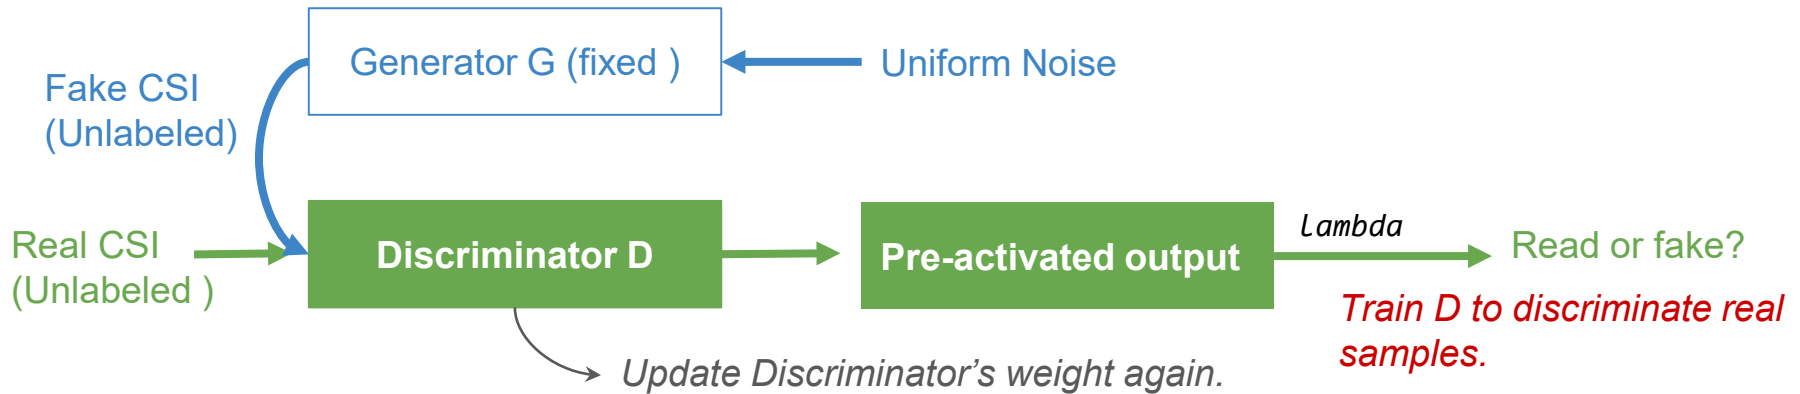 Generator G (fixed )
Uniform Noise
Fake CSI
(Unlabeled)
Real CSI
(Unlabeled )
Discriminator D
Pre-activated output
lambda
Read or fake?
Train D to discriminate real
samples.
Update Discriminator’s weight again.